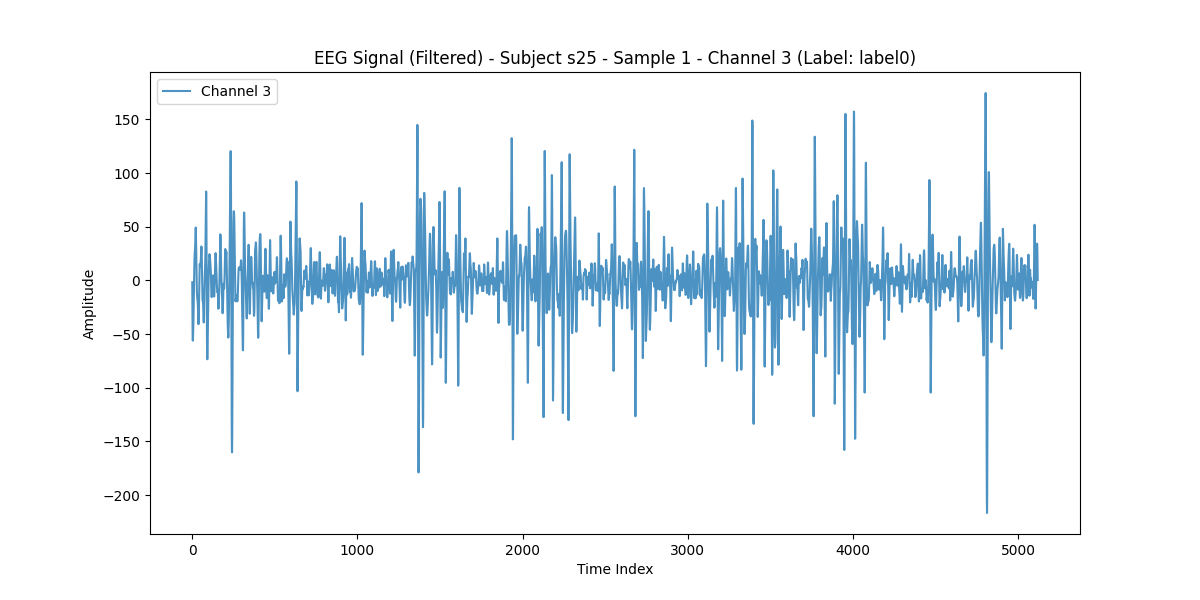 EEG Signal (Filtered) - Subject s25 - Sample 1 - Channel 3 (Label: label0)
Channel 3
150
100
50
0
−50
−100
−150
−200
Amplitude
0 1000 2000 3000 4000 5000
Time Index